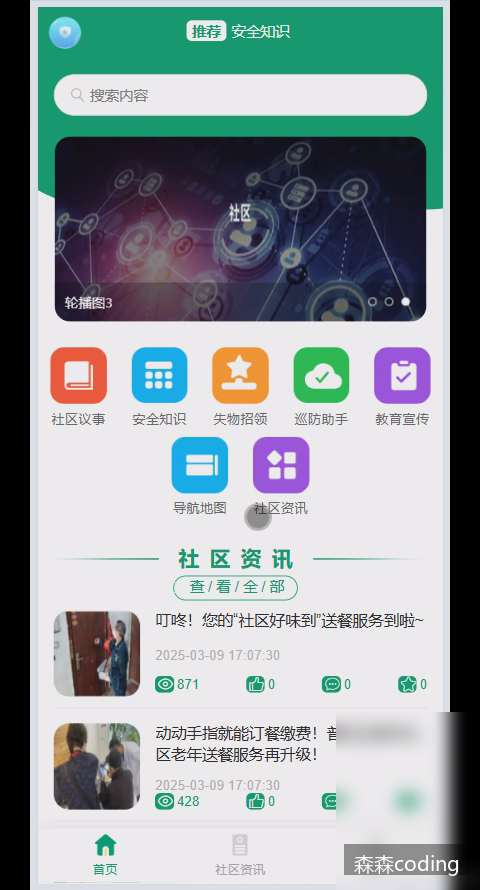 推荐 安全知识
搜索内容
社区
轮播图3
社区议事 安全知识 失物招领 巡防助手 教育宣传
导航地图 社区资讯
社区资讯
查/看/全/部
叮咚！您的“社区好味到”送餐服务到啦~
2025-03-09 17:07:30
871 0 0 0
动动手指就能订餐缴费！普
区老年送餐服务再升级！
2025-03-09 17:07:30
428 0
首页 社区资讯
森森coding